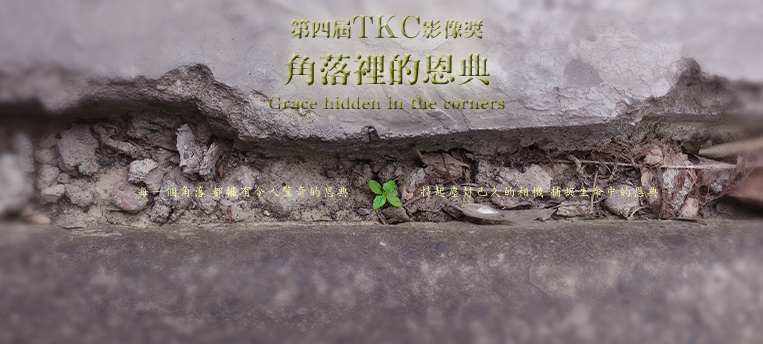 第四屆TKC影像獎
角落裡的恩典
Grace hidden in the corners
每一個角落 都擁有令人驚奇的恩典
找起塵封已久的相機 捕捉生命中的恩典